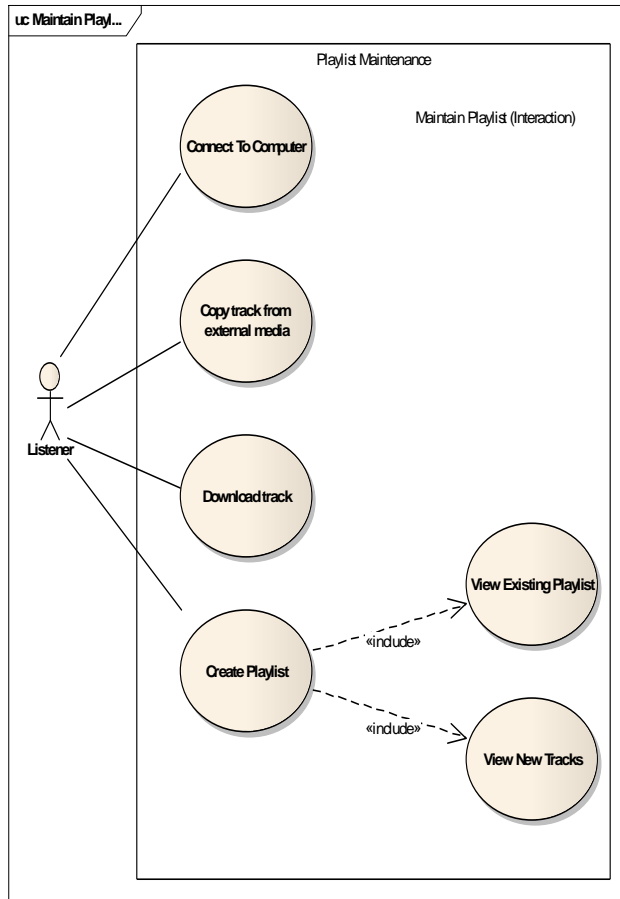 uc Maintain Playl...
Playlist Maintenance
Maintain Playlist (Interaction)
Connect To Computer
Copy track from
external media
Listener
Download track
View Existing Playlist
«include»
Create Playlist
«include»
View New Tracks